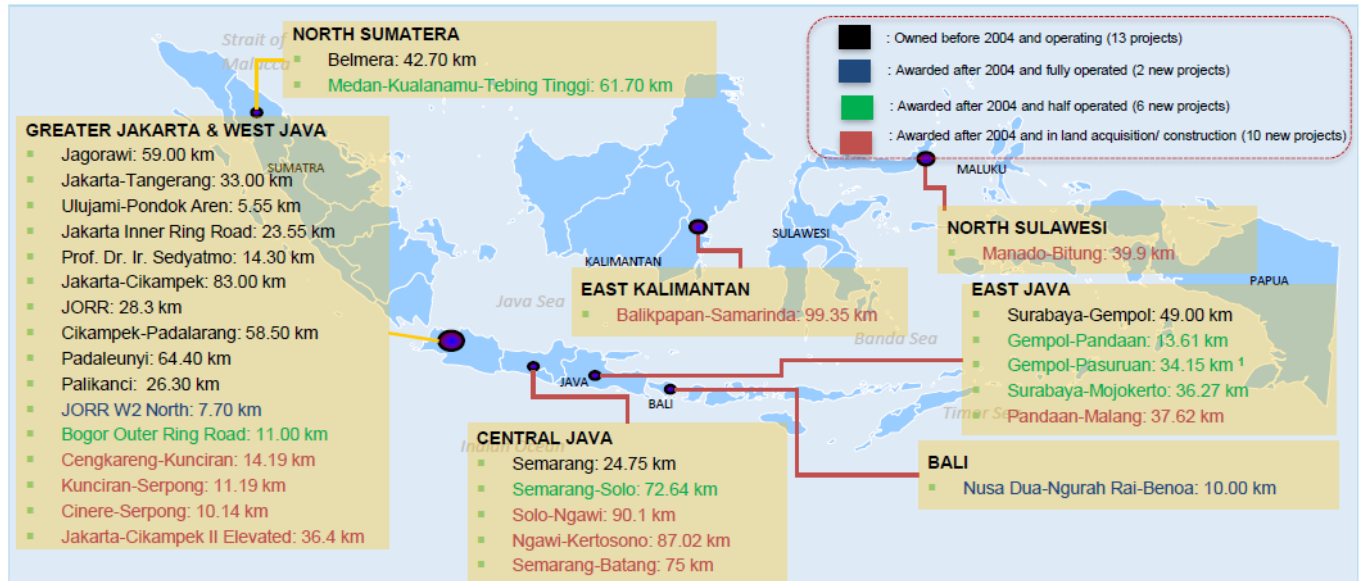 Strait of
Malacca
NORTH SUMATERA
Belmera: 42.70 km
Medan-Kualanamu-Tebing Tinggi: 61.70 km
: Owned before 2004 and operating (13 projects)
: Awarded after 2004 and fully operated (2 new projects)
: Awarded after 2004 and half operated (6 new projects)
: Awarded after 2004 and in land acquisition/ construction (10 new projects)
GREATER JAKARTA & WEST JAVA
Jagorawi: 59.00 km
Jakarta-Tangerang: 33.00 km
Ulujami-Pondok Aren: 5.55 km
Jakarta Inner Ring Road: 23.55 km
Prof. Dr. Ir. Sedyatmo: 14.30 km
Jakarta-Cikampek: 83.00 km
JORR: 28.3 km
Cikampek-Padalarang: 58.50 km
Padaleunyi: 64.40 km
Palikanci: 26.30 km
JORR W2 North: 7.70 km
Bogor Outer Ring Road: 11.00 km
Cengkareng-Kunciran: 14.19 km
Kunciran-Serpong: 11.19 km
Cinere-Serpong: 10.14 km
Jakarta-Cikampek II Elevated: 36.4 km
SUMATRA
KALIMANTAN
SULAWESI
MALUKU
PAPUA
JAVA
BALI
Java Sea
Banda Sea
Timor Se
Indian Ocean
NORTH SULAWESI
Manado-Bitung: 39.9 km
EAST KALIMANTAN
Balikpapan-Samarinda: 99.35 km
EAST JAVA
Surabaya-Gempol: 49.00 km
Gempol-Pandaan: 13.61 km
Gempol-Pasuruan: 34.15 km ¹
Surabaya-Mojokerto: 36.27 km
Pandaan-Malang: 37.62 km
CENTRAL JAVA
Semarang: 24.75 km
Semarang-Solo: 72.64 km
Solo-Ngawi: 90.1 km
Ngawi-Kertosono: 87.02 km
Semarang-Batang: 75 km
BALI
Nusa Dua-Ngurah Rai-Benoa: 10.00 km